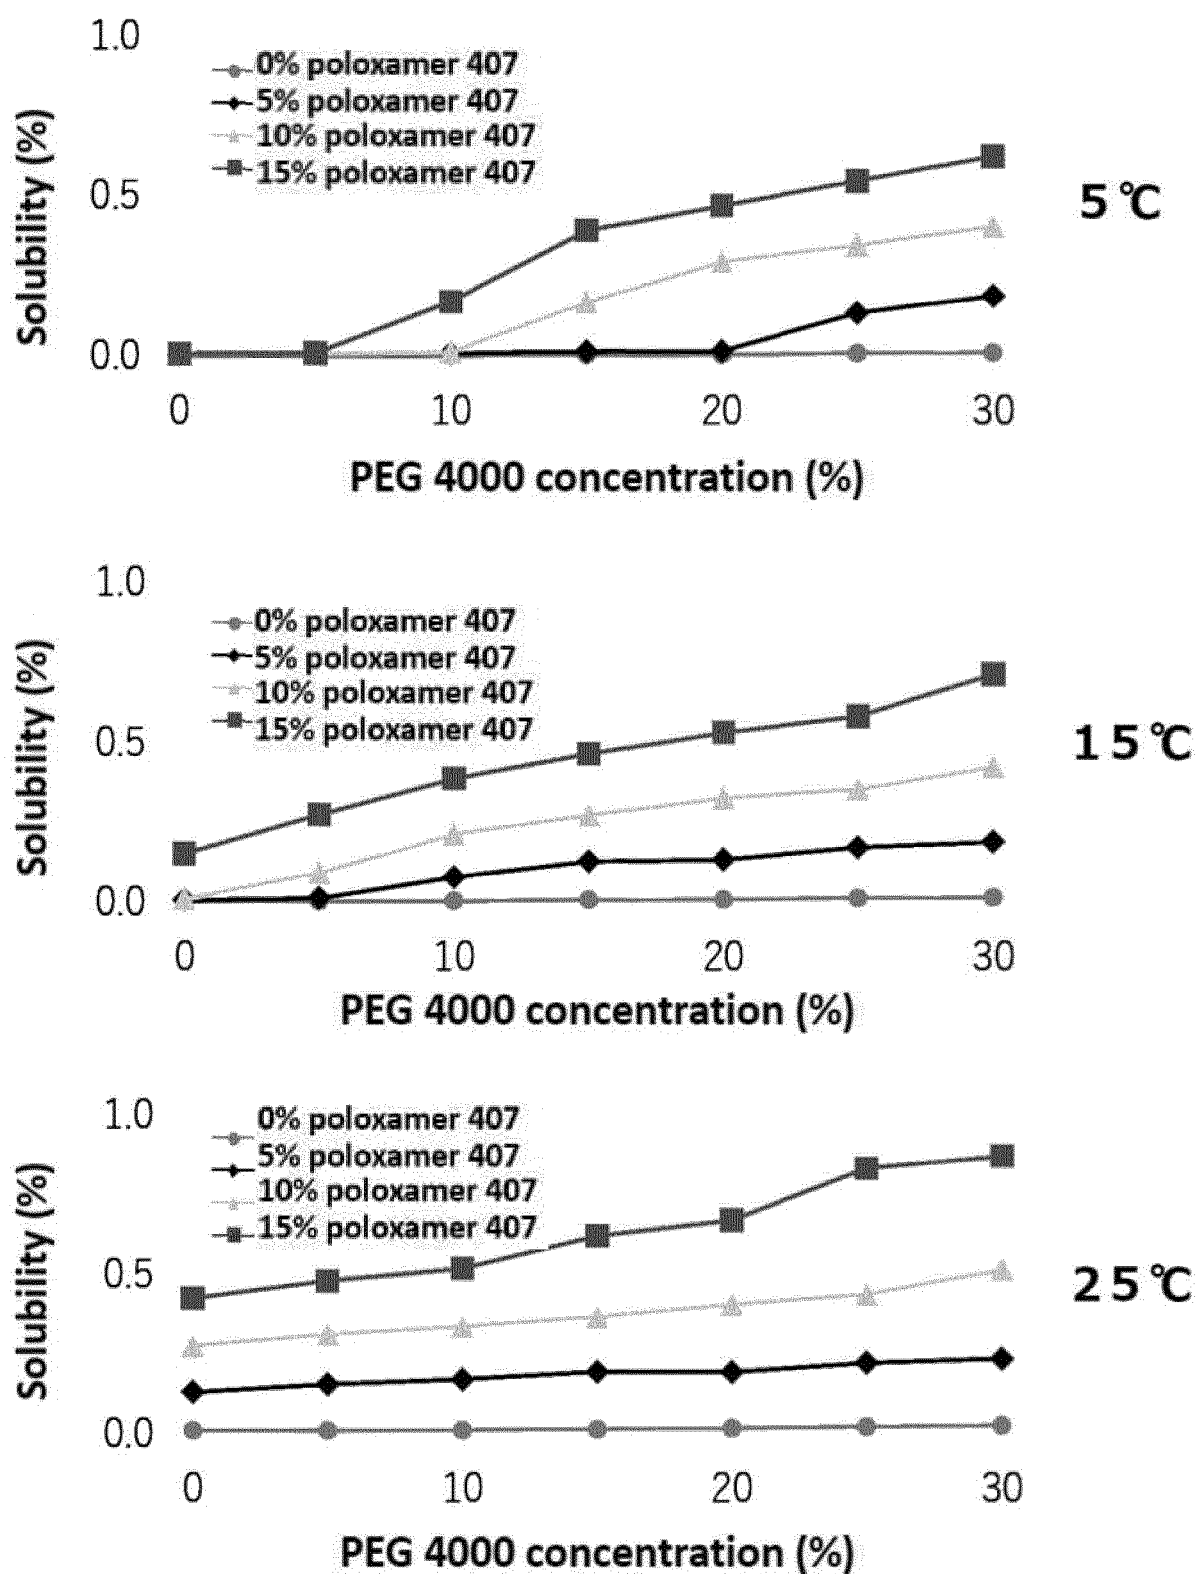 1.0
0% poloxamer 407
5% poloxamer 407
10% poloxamer 407
15% poloxamer 407
Solubility (%)
0.5
5℃
0.0
0 10 20 30
PEG 4000 concentration (%)
1.0
0% poloxamer 407
5% poloxamer 407
10% poloxamer 407
15% poloxamer 407
Solubility (%)
0.5
15℃
0.0
0 10 20 30
PEG 4000 concentration (%)
1.0
0% poloxamer 407
5% poloxamer 407
10% poloxamer 407
15% poloxamer 407
Solubility (%)
0.5
25℃
0.0
0 10 20 30
PEG 4000 concentration (%)